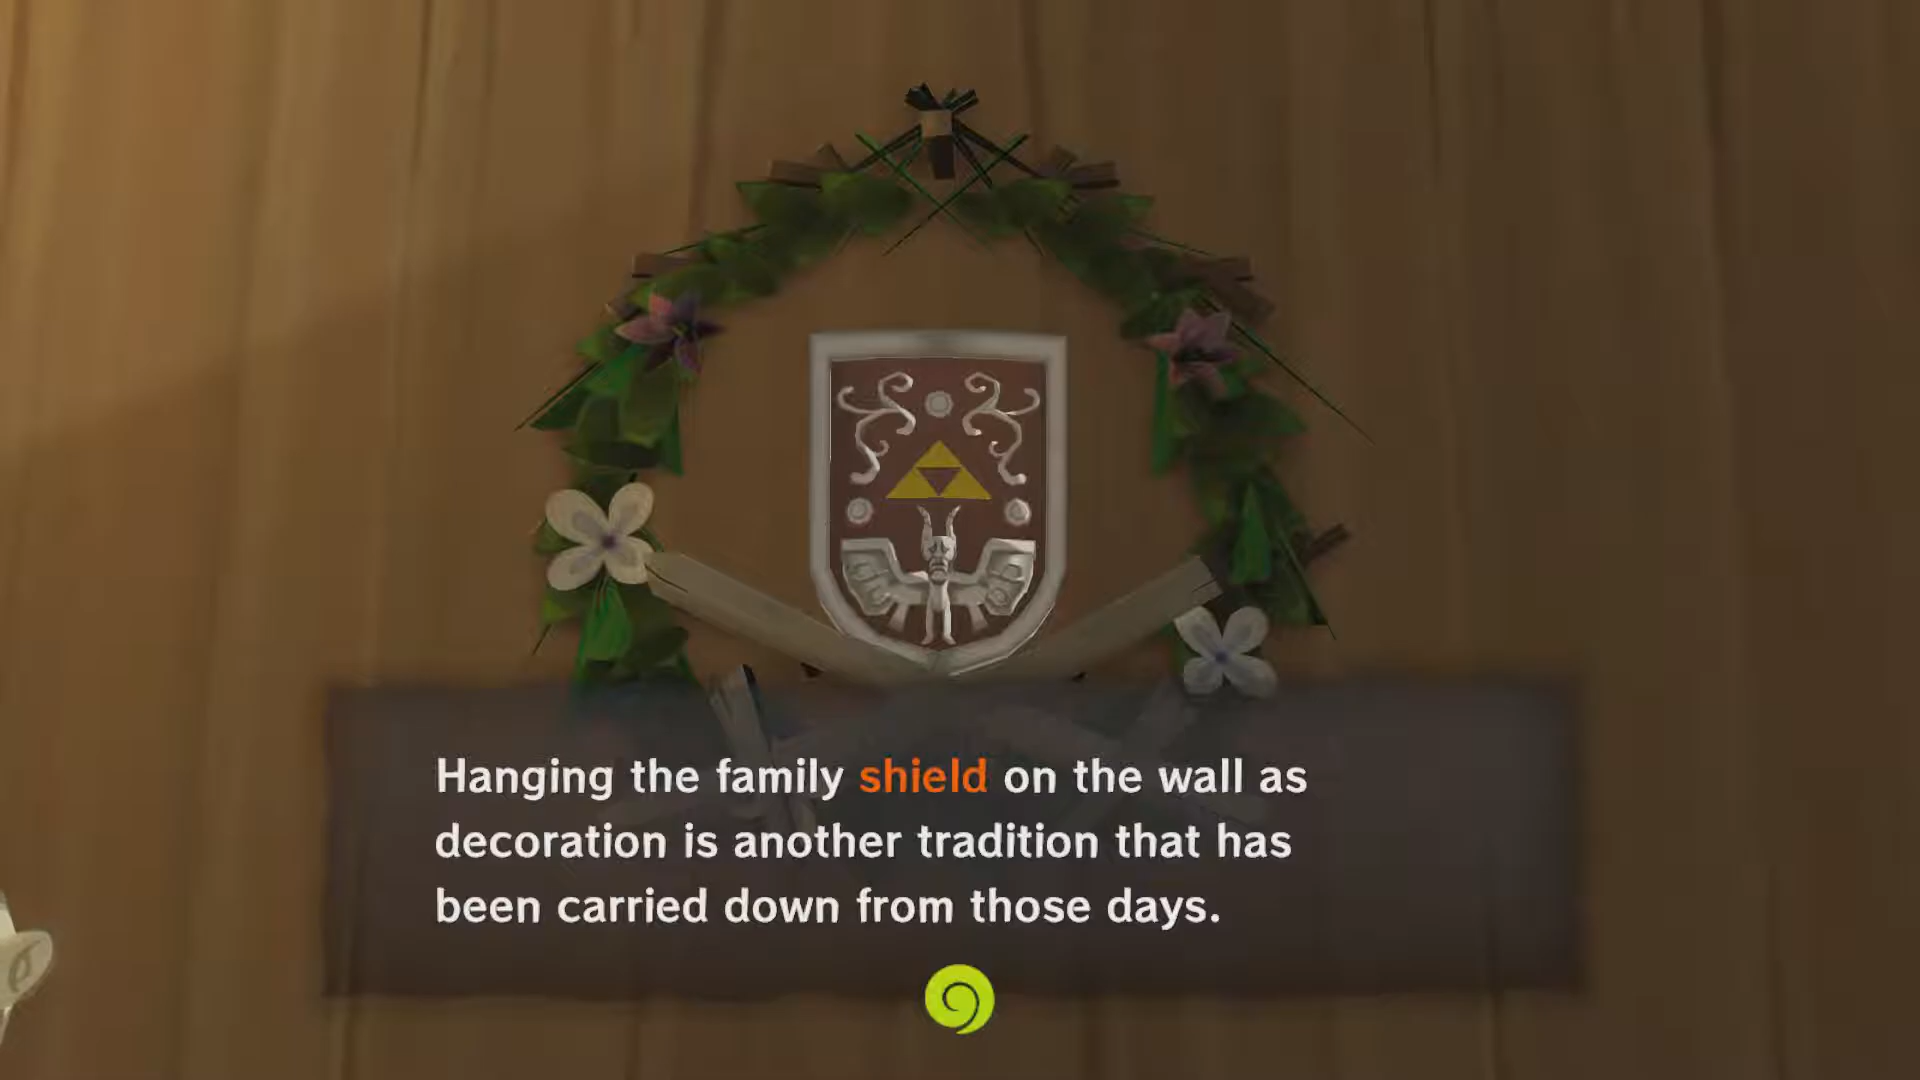 Hanging the family shield on the wall as
decoration is another tradition that has
been carried down from those days.